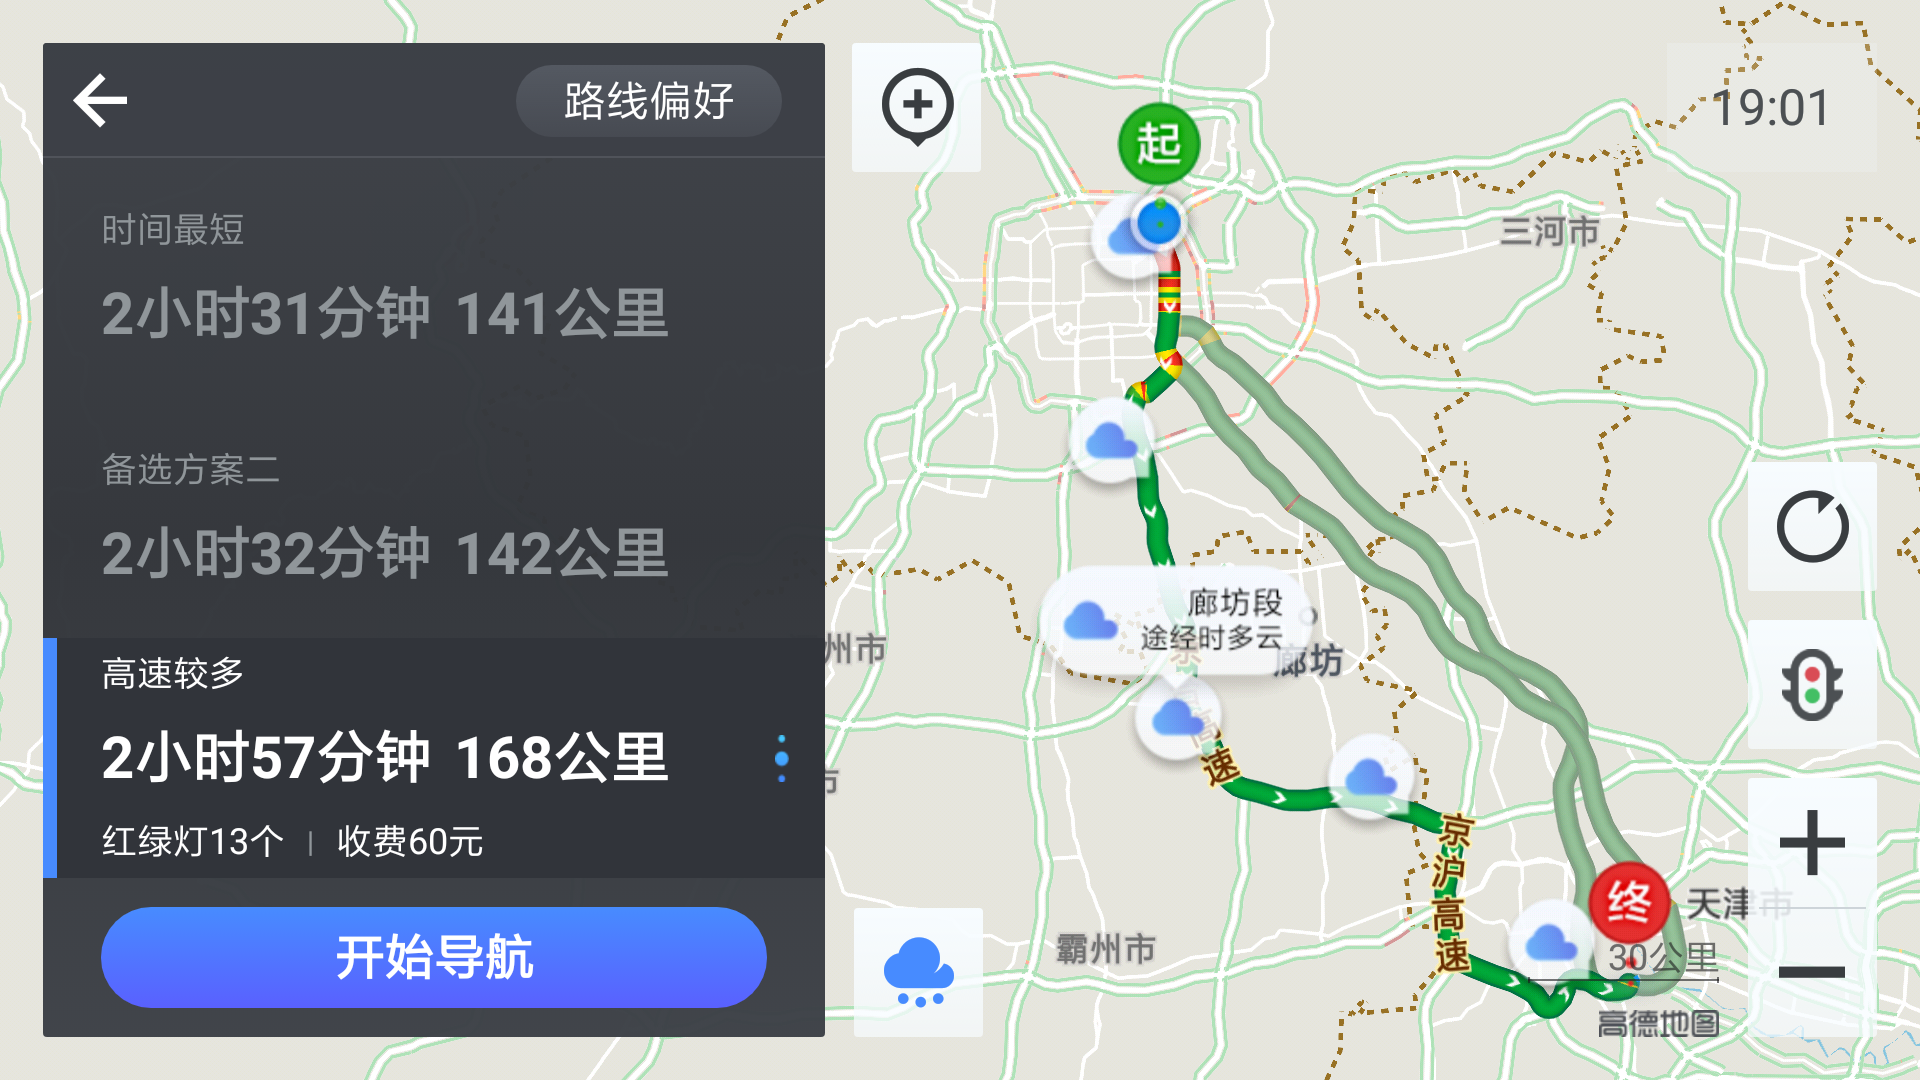 路线偏好
时间最短
2小时31分钟 141公里
备选方案二
2小时32分钟 142公里
高速较多
2小时57分钟 168公里
红绿灯13个 | 收费60元
开始导航
19:01
起
三河市
廊坊段
途经时多云
廊坊
州市
市
京
高
速
京沪高速
终
天津市
霸州市
30公里
高德地图